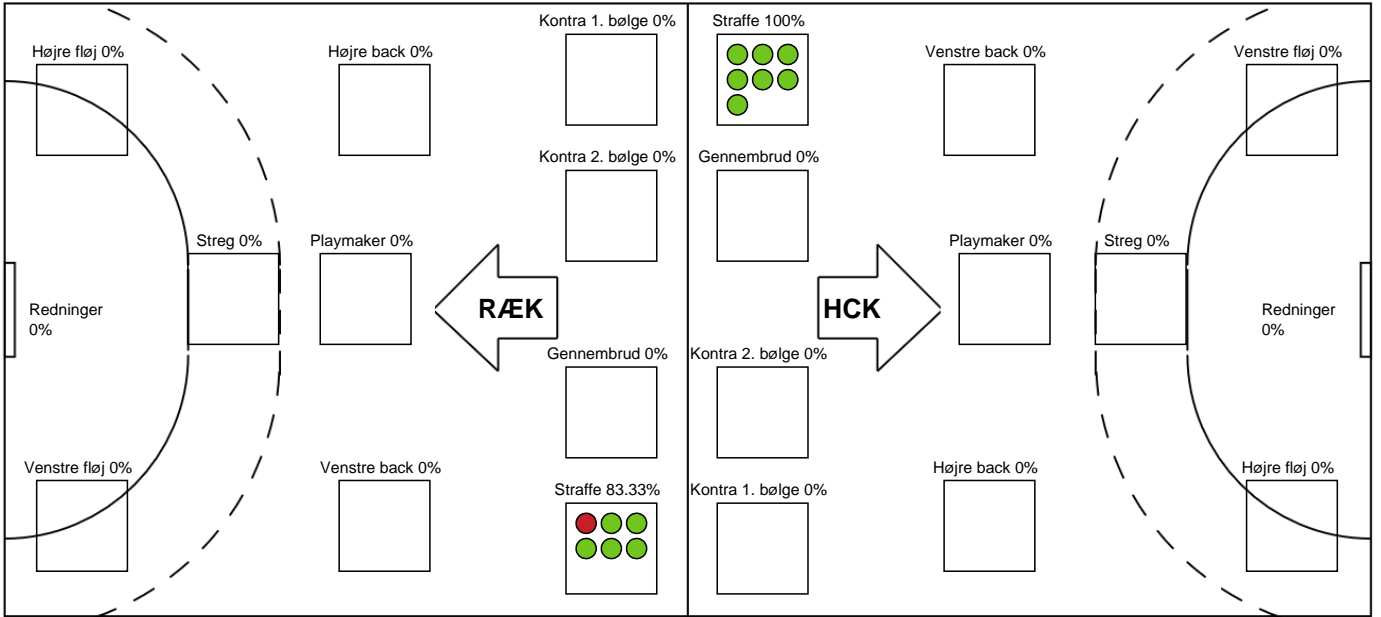 Kontra 1. bølge 0%
Straffe 100%
Højre fløj 0%
Højre back 0%
Venstre back 0%
Venstre fløj 0%
Kontra 2. bølge 0%
Gennembrud 0%
Streg 0%
Playmaker 0%
Playmaker 0%
Streg 0%
Redninger
0%
RÆK
HCK
Redninger
0%
Gennembrud 0%
Kontra 2. bølge 0%
Venstre fløj 0%
Venstre back 0%
Højre back 0%
Højre fløj 0%
Straffe 83.33%
Kontra 1. bølge 0%